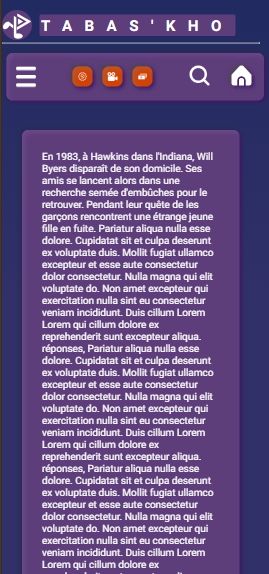 TABAS'KHO
En 1983, à Hawkins dans l'Indiana, Will
Byers disparaît de son domicile. Ses
amis se lancent alors dans une
recherche semée d'embûches pour le
retrouver. Pendant leur quête de les
garçons rencontrent une étrange jeune
fille en fuite. Pariatur aliqua nulla esse
dolore. Cupidatat sit et culpa deserunt
ex voluptate duis. Mollit fugiat ullamco
excepteur et esse aute consectetur
dolor consectetur. Nulla magna qui elit
voluptate do. Non amet excepteur qui
exercitation nulla sint eu consectetur
veniam incididunt. Duis cillum Lorem
Lorem qui cillum dolore ex
reprehenderit sunt excepteur aliqua.
réponses, Pariatur aliqua nulla esse
dolore. Cupidatat sit et culpa deserunt
ex voluptate duis. Mollit fugiat ullamco
excepteur et esse aute consectetur
dolor consectetur. Nulla magna qui elit
voluptate do. Non amet excepteur qui
exercitation nulla sint eu consectetur
veniam incididunt. Duis cillum Lorem
Lorem qui cillum dolore ex
reprehenderit sunt excepteur aliqua.
réponses, Pariatur aliqua nulla esse
dolore. Cupidatat sit et culpa deserunt
ex voluptate duis. Mollit fugiat ullamco
excepteur et esse aute consectetur
dolor consectetur. Nulla magna qui elit
voluptate do. Non amet excepteur qui
exercitation nulla sint eu consectetur
veniam incididunt. Duis cillum Lorem
Lorem qui cillum dolore ex